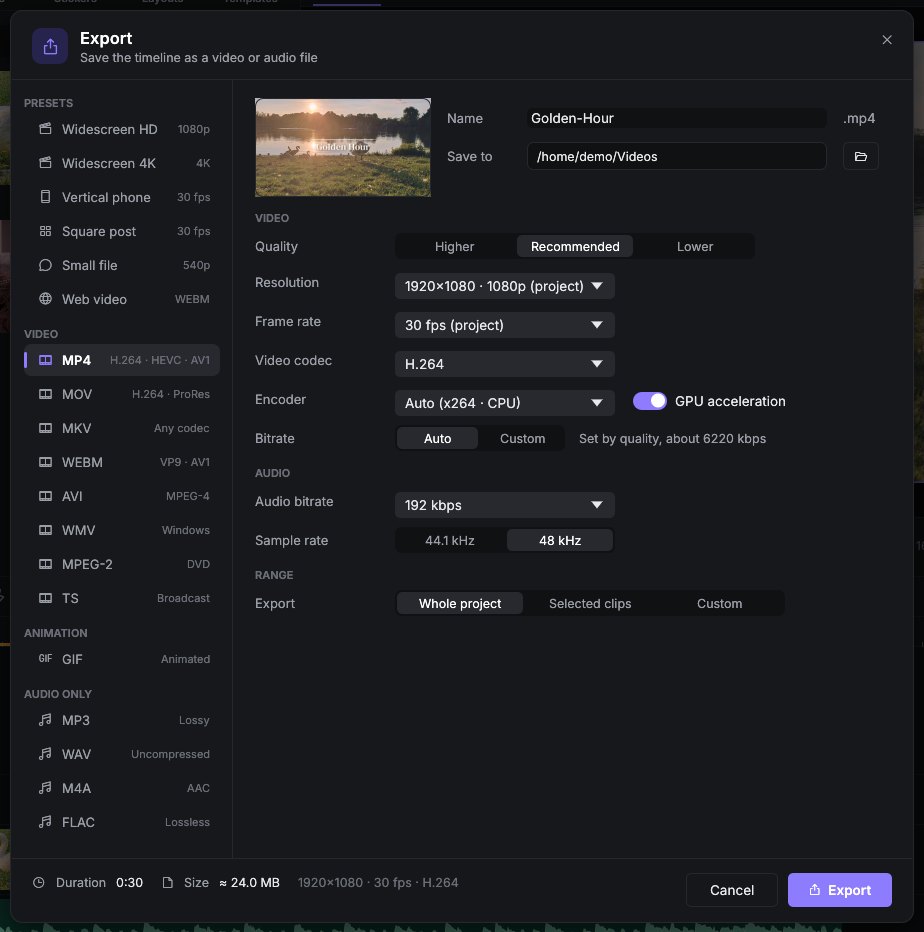 Stickers Layouts Templates
Export
Save the timeline as a video or audio file
PRESETS
Widescreen HD 1080p
Widescreen 4K 4K
Vertical phone 30 fps
Square post 30 fps
Small file 540p
Web video WEBM
VIDEO
MP4 H.264 · HEVC · AV1
MOV H.264 · ProRes
MKV Any codec
WEBM VP9 · AV1
AVI MPEG-4
WMV Windows
MPEG-2 DVD
TS Broadcast
ANIMATION
GIF GIF Animated
AUDIO ONLY
MP3 Lossy
WAV Uncompressed
M4A AAC
FLAC Lossless
Golden Hour
Name Golden-Hour .mp4
Save to /home/demo/Videos
VIDEO
Quality Higher Recommended Lower
Resolution 1920×1080 · 1080p (project)
Frame rate 30 fps (project)
Video codec H.264
Encoder Auto (x264 · CPU) GPU acceleration
Bitrate Auto Custom Set by quality, about 6220 kbps
AUDIO
Audio bitrate 192 kbps
Sample rate 44.1 kHz 48 kHz
RANGE
Export Whole project Selected clips Custom
Duration 0:30 Size ≈ 24.0 MB 1920×1080 · 30 fps · H.264
Cancel Export